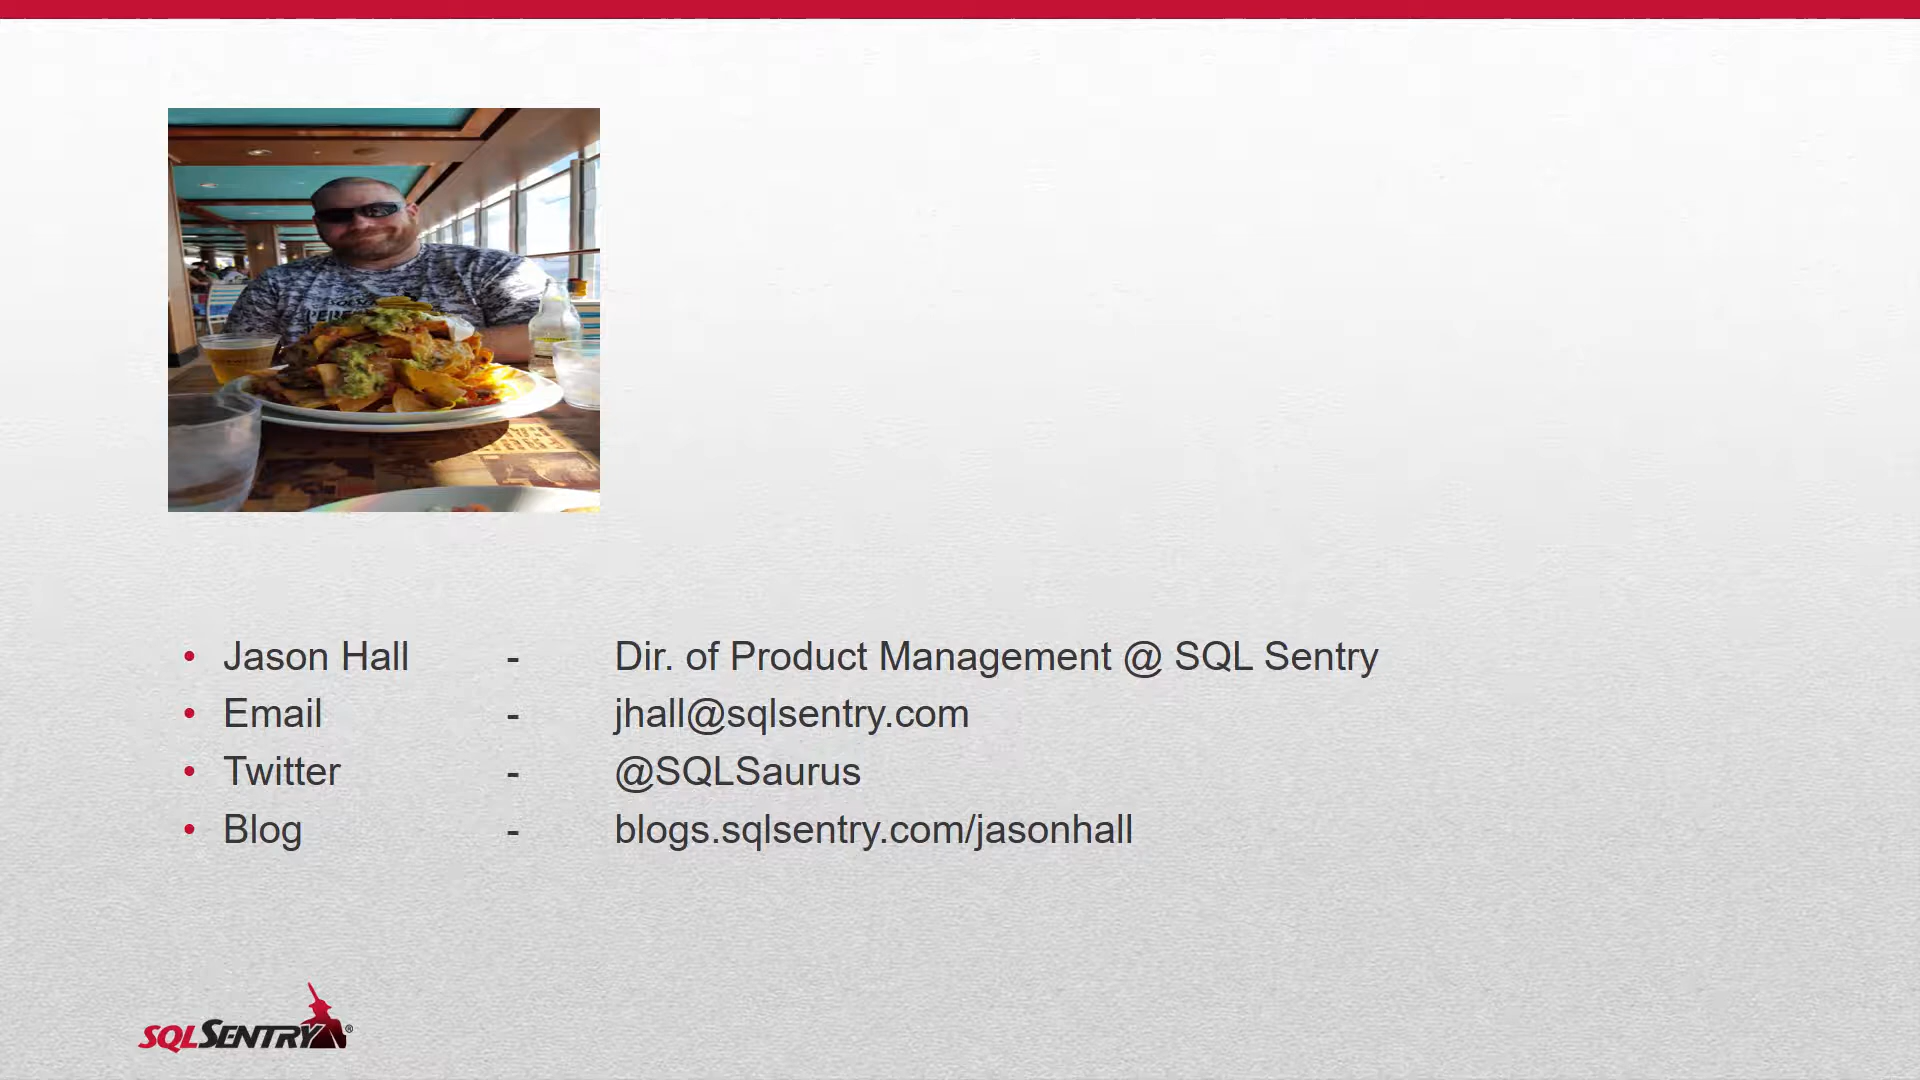 Jason Hall - Dir. of Product Management @ SQL Sentry
Email - jhall@sqlsentry.com
Twitter - @SQLSaurus
Blog - blogs.sqlsentry.com/jasonhall
SQLSENTRY®